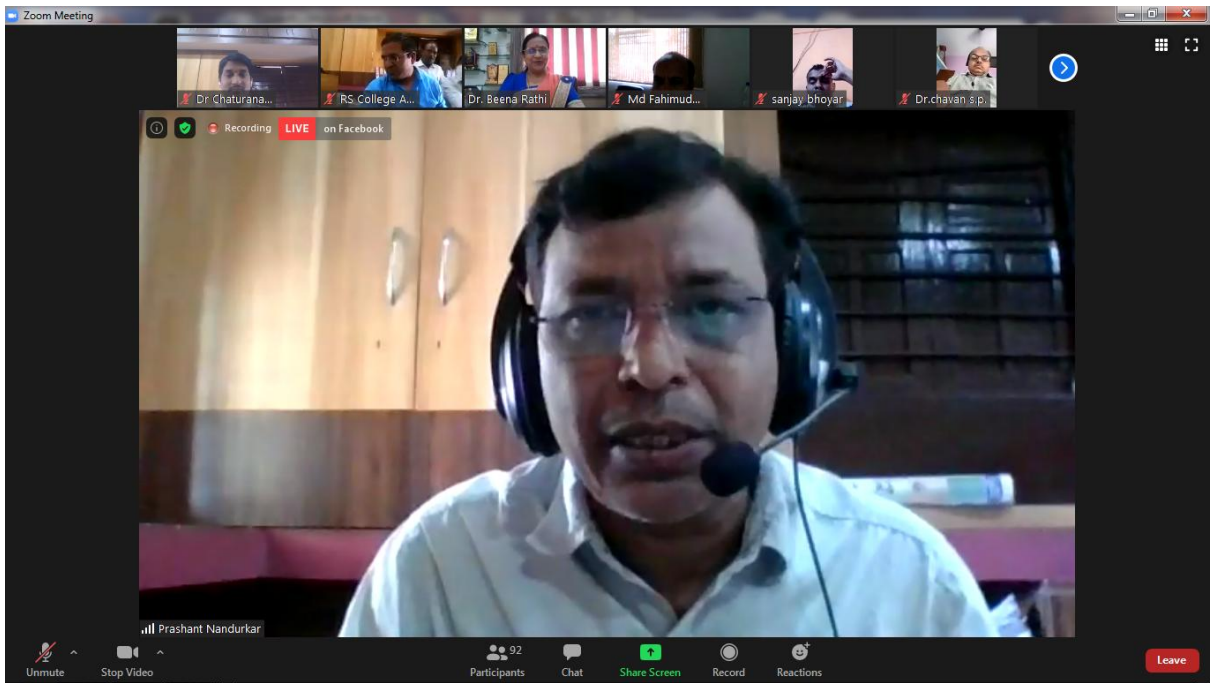 Zoom Meeting
Dr Chaturana...
RS College A...
Dr. Beena Rathi
Md Fahimud...
sanjay bhoyar
Dr.chavan s.p.
Recording LIVE on Facebook
Prashant Nandurkar
92
Unmute
Stop Video
Participants
Chat
Share Screen
Record
Reactions
Leave